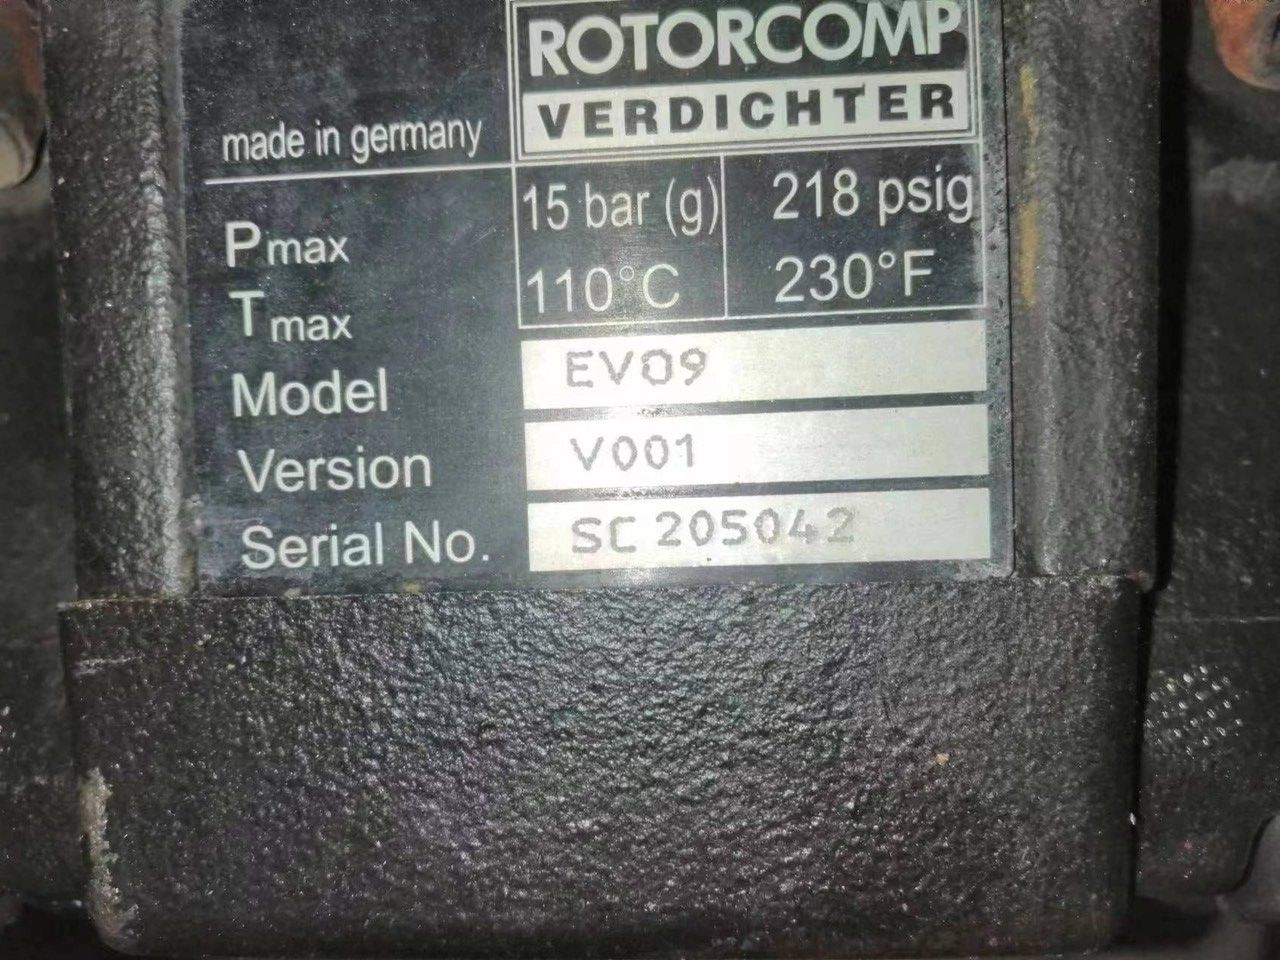 ROTORCOMP
VERDICHTER
made in germany
Pmax 15 bar (g) 218 psig
Tmax 110°C 230°F
Model EV09
Version V001
Serial No. SC 205042